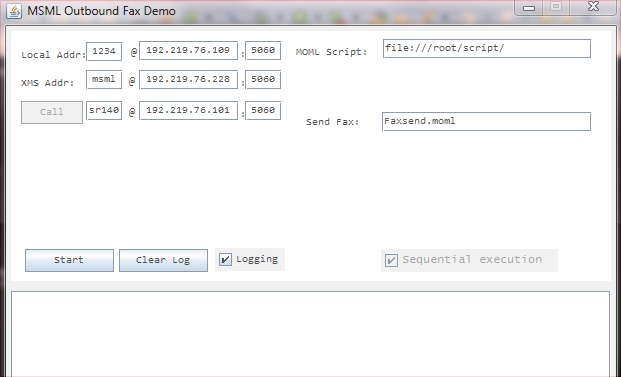 MSML Outbound Fax Demo
Local Addr: 1234 @ 192.219.76.109 : 5060 MOML Script: file:///root/script/
XMS Addr: msml @ 192.219.76.228 : 5060
Call sr140 @ 192.219.76.101 : 5060 Send Fax: Faxsend.moml
Start Clear Log Logging Sequential execution